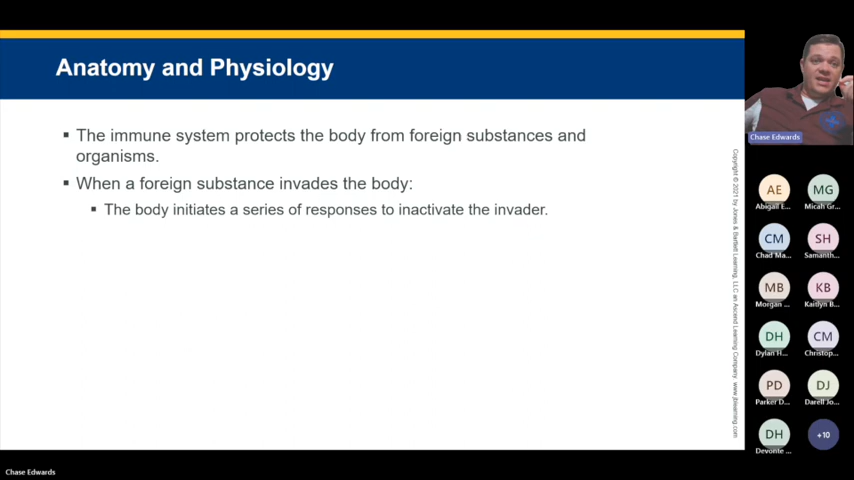 Anatomy and Physiology
▪ The immune system protects the body from foreign substances and
organisms.
▪ When a foreign substance invades the body:
▪ The body initiates a series of responses to inactivate the invader.
Copyright © 2021 by Jones & Bartlett Learning, LLC an Ascend Learning Company. www.jblearning.com
Chase Edwards
AE
Abigail E...
MG
Micah Gr...
CM
Chad Ma...
SH
Samanth...
MB
Morgan ...
KB
Kaitlyn B...
DH
Dylan H...
CM
Christop...
PD
Parker D...
DJ
Darell Jo...
DH
Devonte ...
+10
Chase Edwards